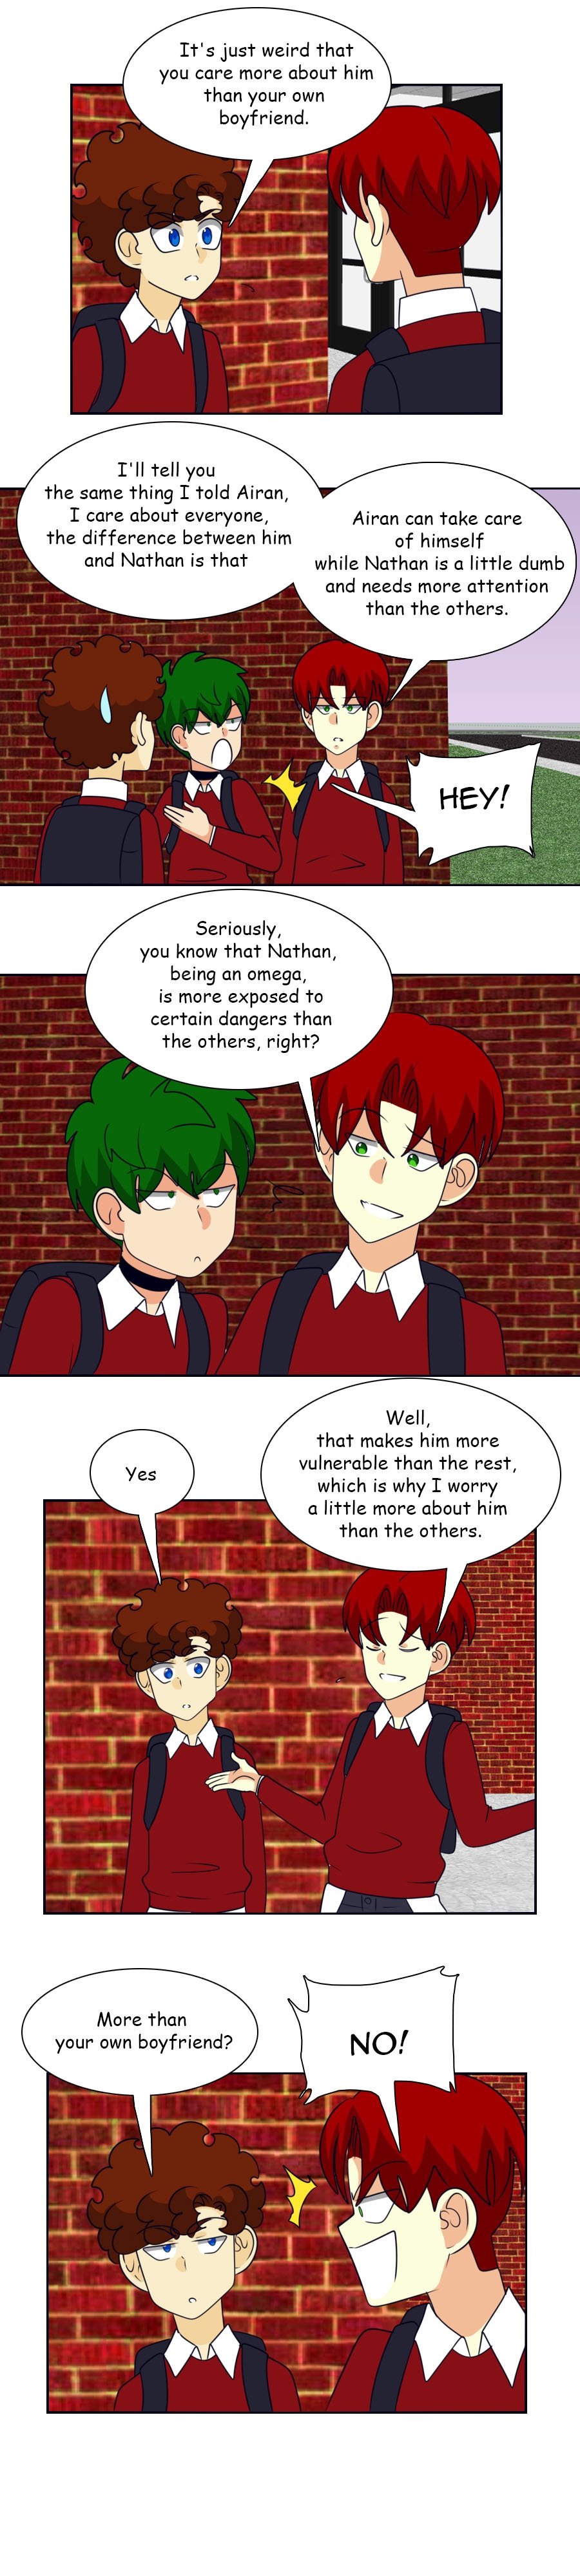 It's just weird that
you care more about him
than your own
boyfriend.
I'll tell you
the same thing I told Airan,
I care about everyone,
the difference between him
and Nathan is that
Airan can take care
of himself
while Nathan is a little dumb
and needs more attention
than the others.
HEY!
Seriously,
you know that Nathan,
being an omega,
is more exposed to
certain dangers than
the others, right?
Yes
Well,
that makes him more
vulnerable than the rest,
which is why I worry
a little more about him
than the others.
More than
your own boyfriend?
NO!